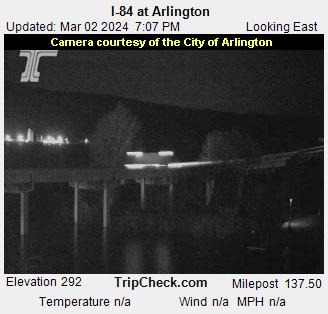 I-84 at Arlington
Updated: Mar 02 2024 7:07 PM Looking East
Camera courtesy of the City of Arlington
Elevation 292 TripCheck.com Milepost 137.50
Temperature n/a Wind n/a MPH n/a